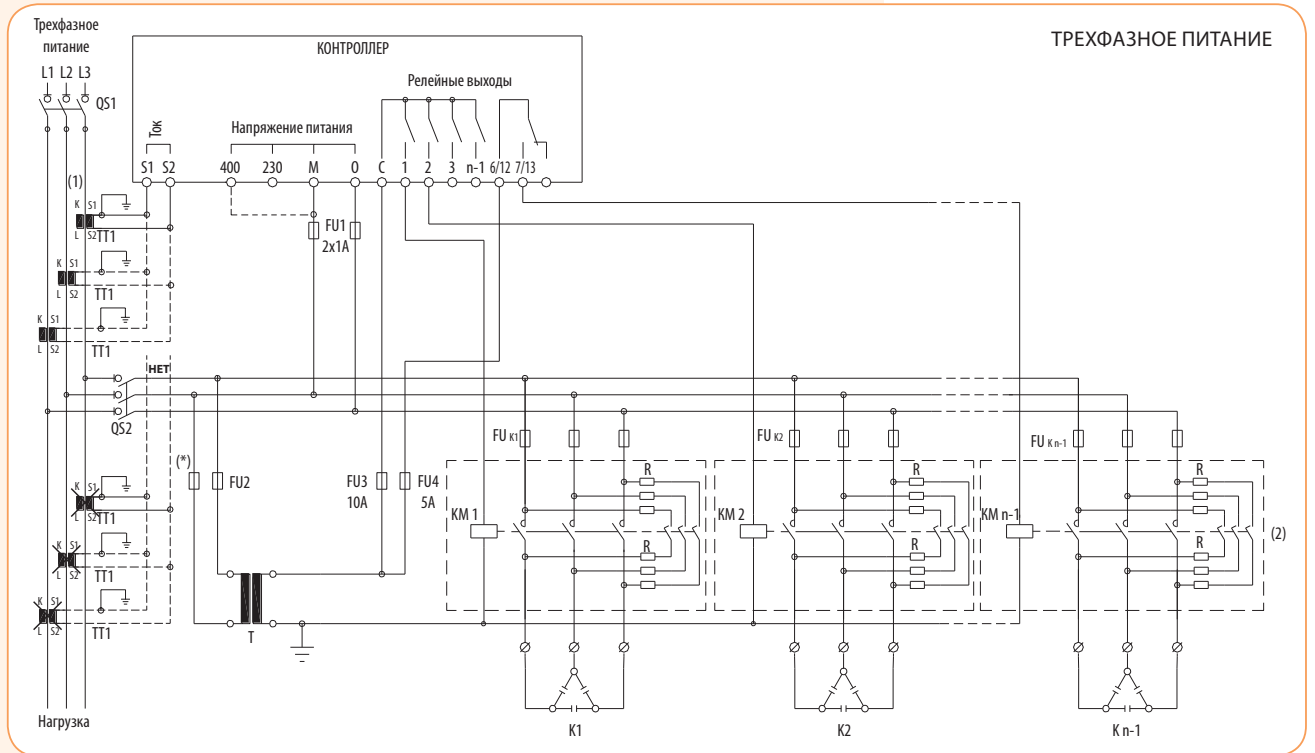 Трехфазное
питание
ТРЕХФАЗНОЕ ПИТАНИЕ
КОНТРОЛЛЕР
L1 L2 L3
QS1
Релейные выходы
Ток
Напряжение питания
S1 S2 400 230 M O C 1 2 3 n-1 6/12 7/13
(1)
K S1
L S2
TT1
FU1
2x1A
K S1
L S2
TT1
K S1
L S2
TT1
НЕТ
QS2
FU K1
FU K2
FU K n-1
(*)
FU2
FU3
10A
FU4
5A
R
R
R
K S1
L S2
TT1
KM 1
KM 2
KM n-1
(2)
R
R
R
K S1
L S2
TT1
K S1
L S2
TT1
T
Нагрузка
K1
K2
K n-1